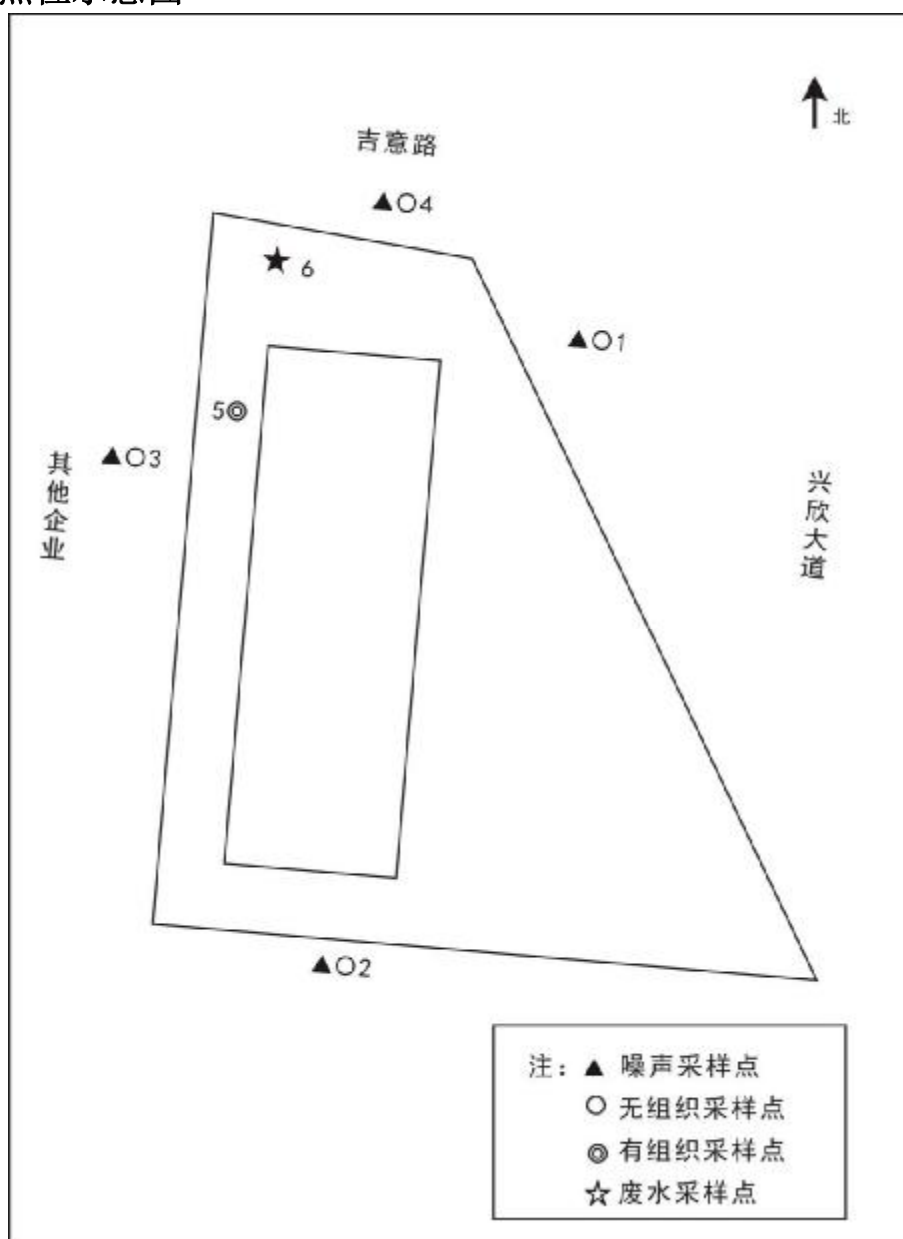 点位示意图
北
吉意路
▲○4
★ 6
▲○1
5◎
▲○3
其他企业
兴欣大道
▲○2
注：▲ 噪声采样点
○ 无组织采样点
◎ 有组织采样点
☆ 废水采样点